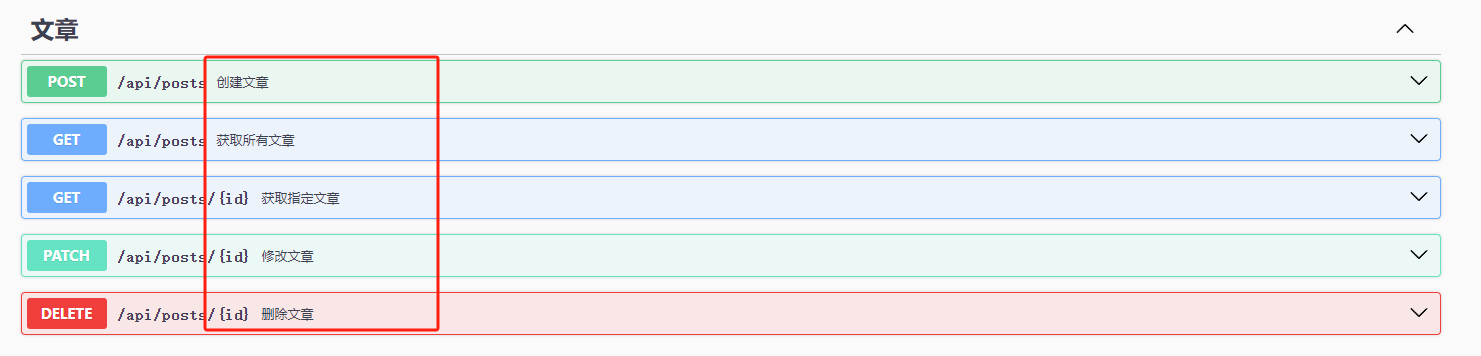 文章
POST /api/posts 创建文章
GET /api/posts 获取所有文章
GET /api/posts/{id} 获取指定文章
PATCH /api/posts/{id} 修改文章
DELETE /api/posts/{id} 删除文章